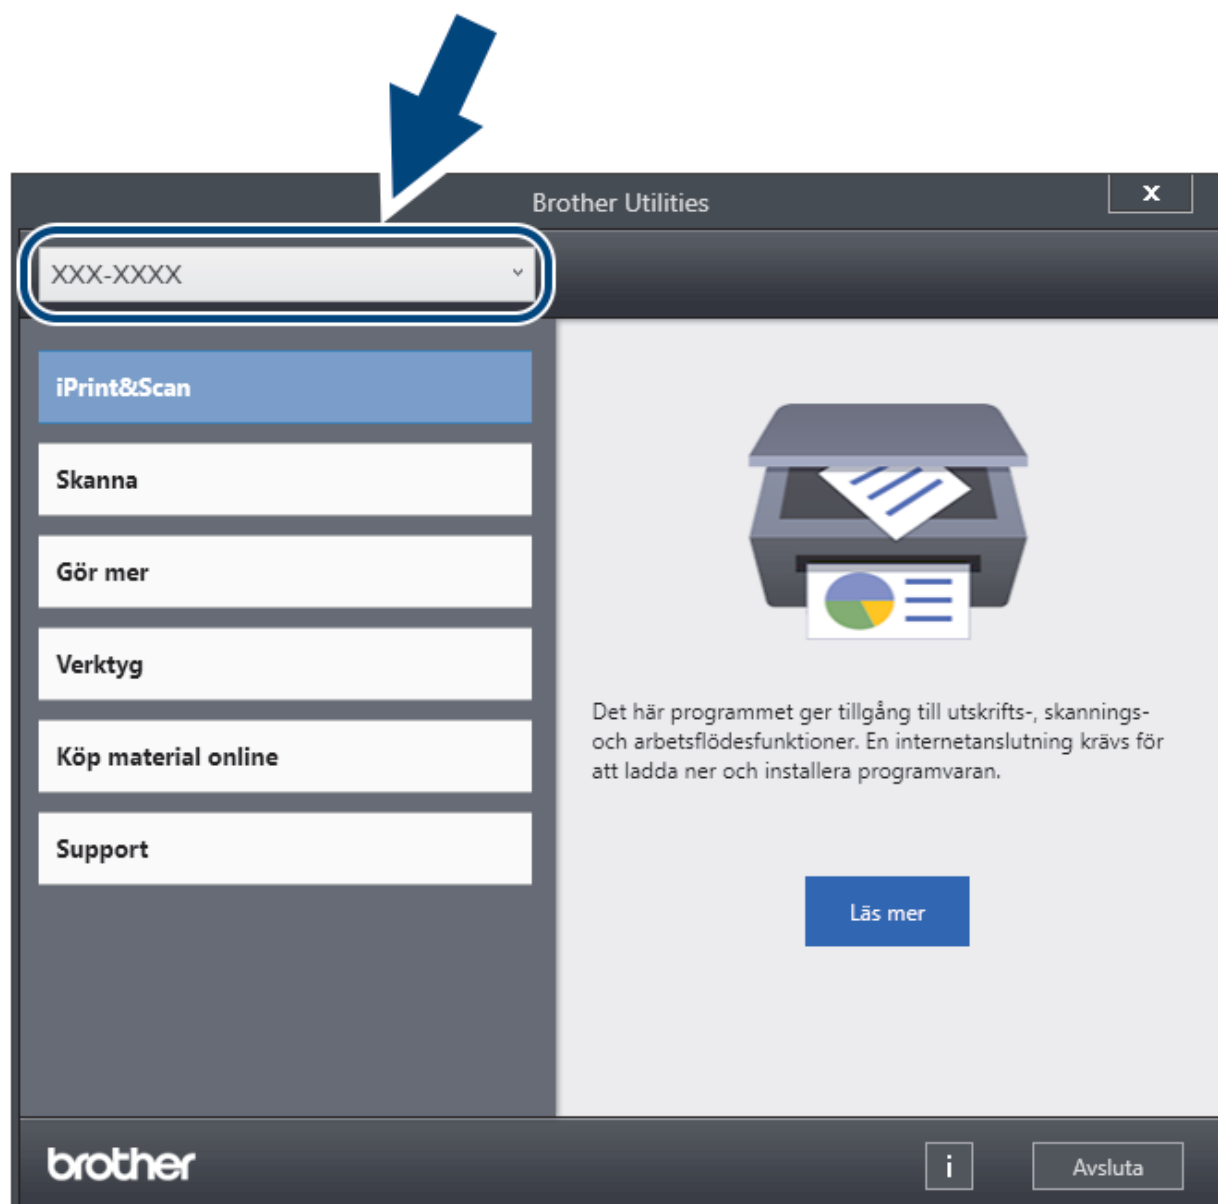 Brother Utilities
X
XXX-XXXX
iPrint&Scan
Skanna
Gör mer
Verktyg
Köp material online
Support
Det här programmet ger tillgång till utskrifts-, skannings-
och arbetsflödesfunktioner. En internetanslutning krävs för
att ladda ner och installera programvaran.
Läs mer
brother
i
Avsluta